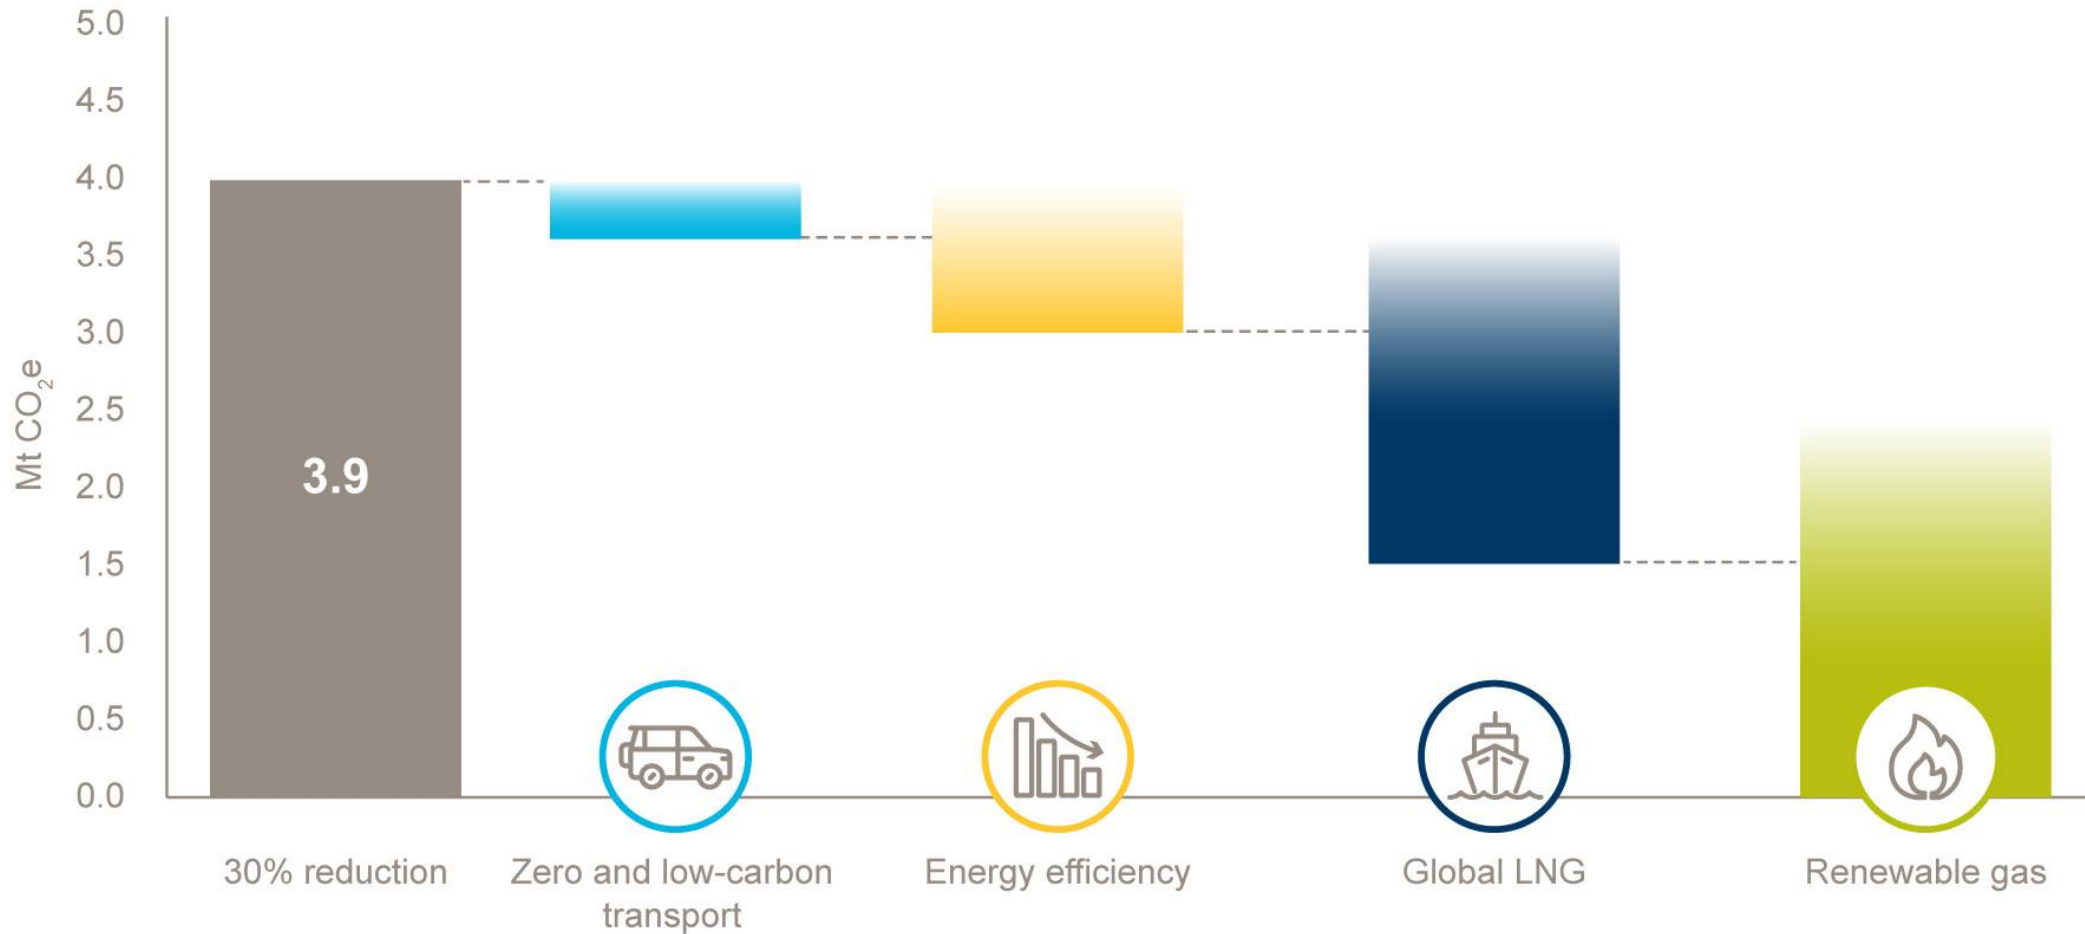 5.0
4.5
4.0
3.5
3.0
2.5
2.0
1.5
1.0
0.5
0.0
Mt CO₂e
3.9
30% reduction
Zero and low-carbon
transport
Energy efficiency
Global LNG
Renewable gas